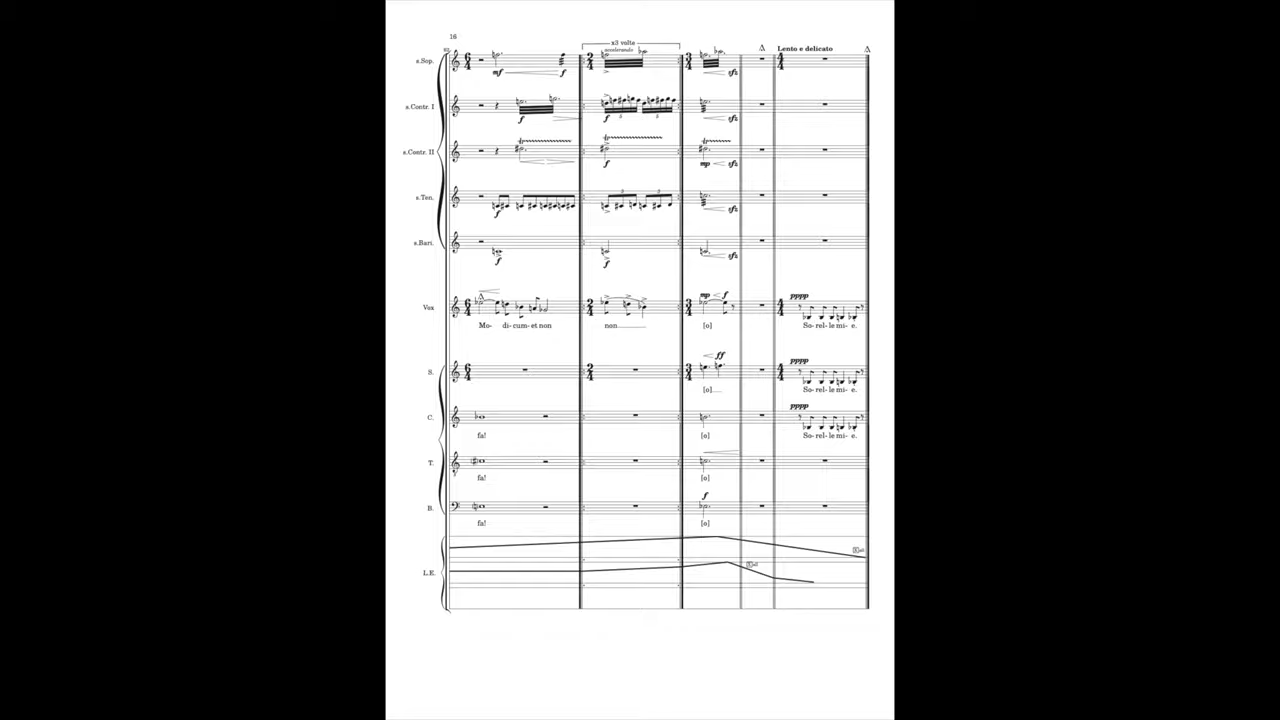 16
x3 volte
accelerando
Lento e delicato
s.Sop.
mf f sfz
s.Contr. I
f f sfz
s.Contr. II
f mp sfz
s.Ten.
f sfz
s.Bari.
f f sfz
mp f pppp
Vox
Mo- di-cum-et non non [o] So-rel-le mi-e.
ff pppp
S.
[o] So-rel-le mi-e.
pppp
C.
fa! [o] So-rel-le mi-e.
T.
fa! [o]
f
B.
fa! [o]
L.E.